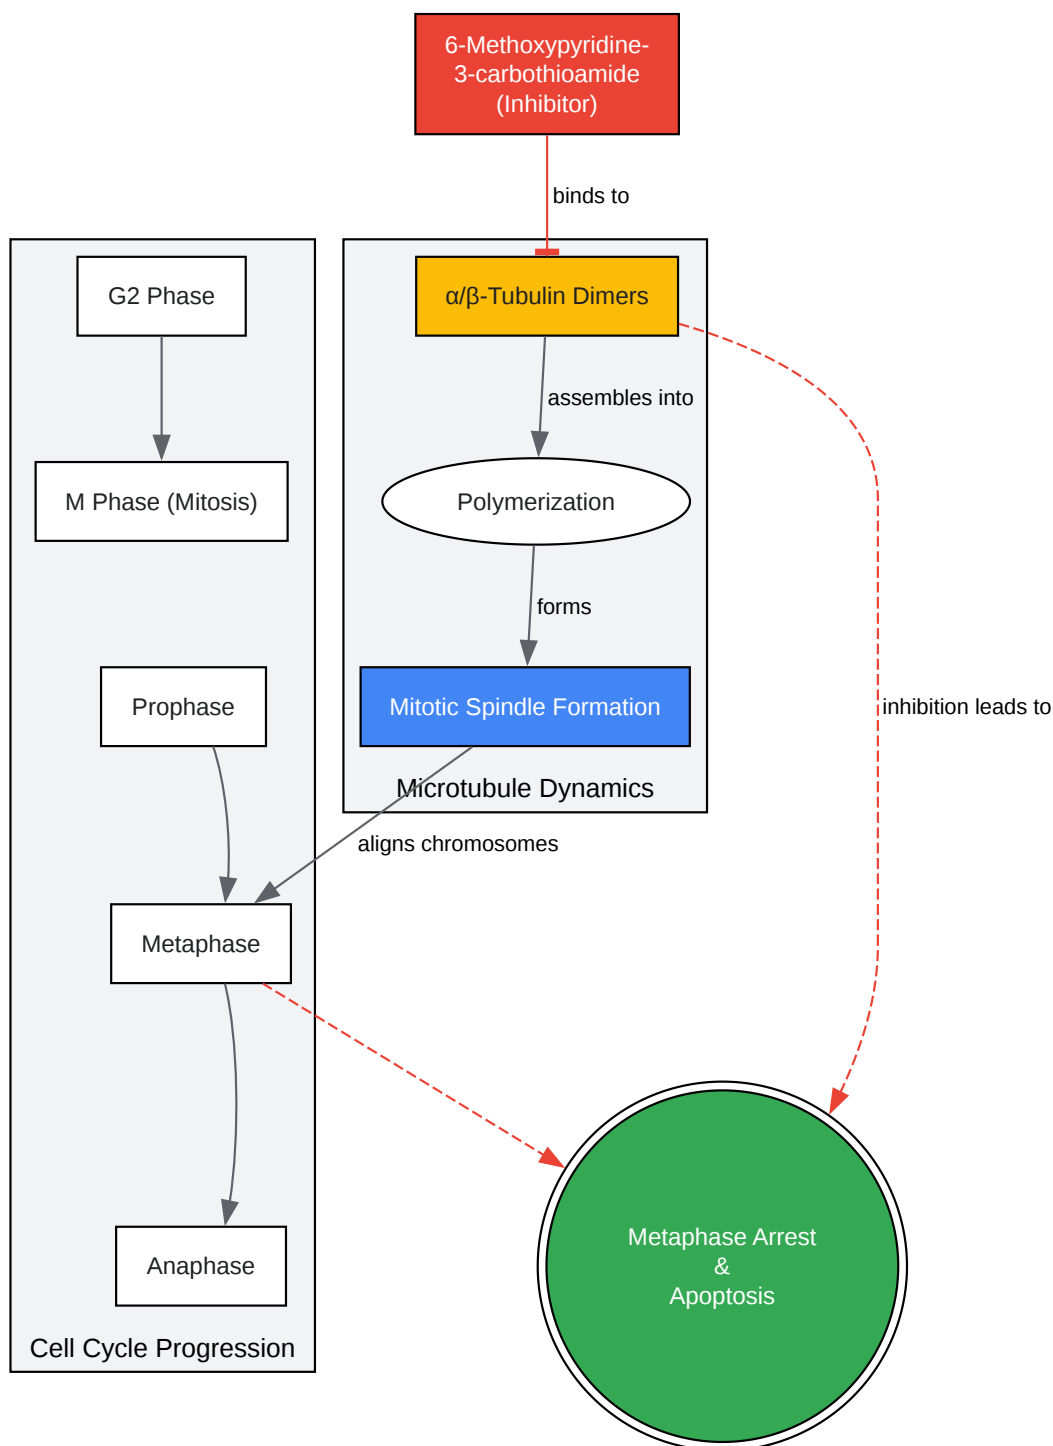 6-Methoxypyridine-
3-carbothioamide
(Inhibitor)
binds to
G2 Phase
α/β-Tubulin Dimers
assembles into
M Phase (Mitosis)
Polymerization
forms
Prophase
Mitotic Spindle Formation
inhibition leads to
Microtubule Dynamics
aligns chromosomes
Metaphase
Metaphase Arrest
&
Apoptosis
Anaphase
Cell Cycle Progression